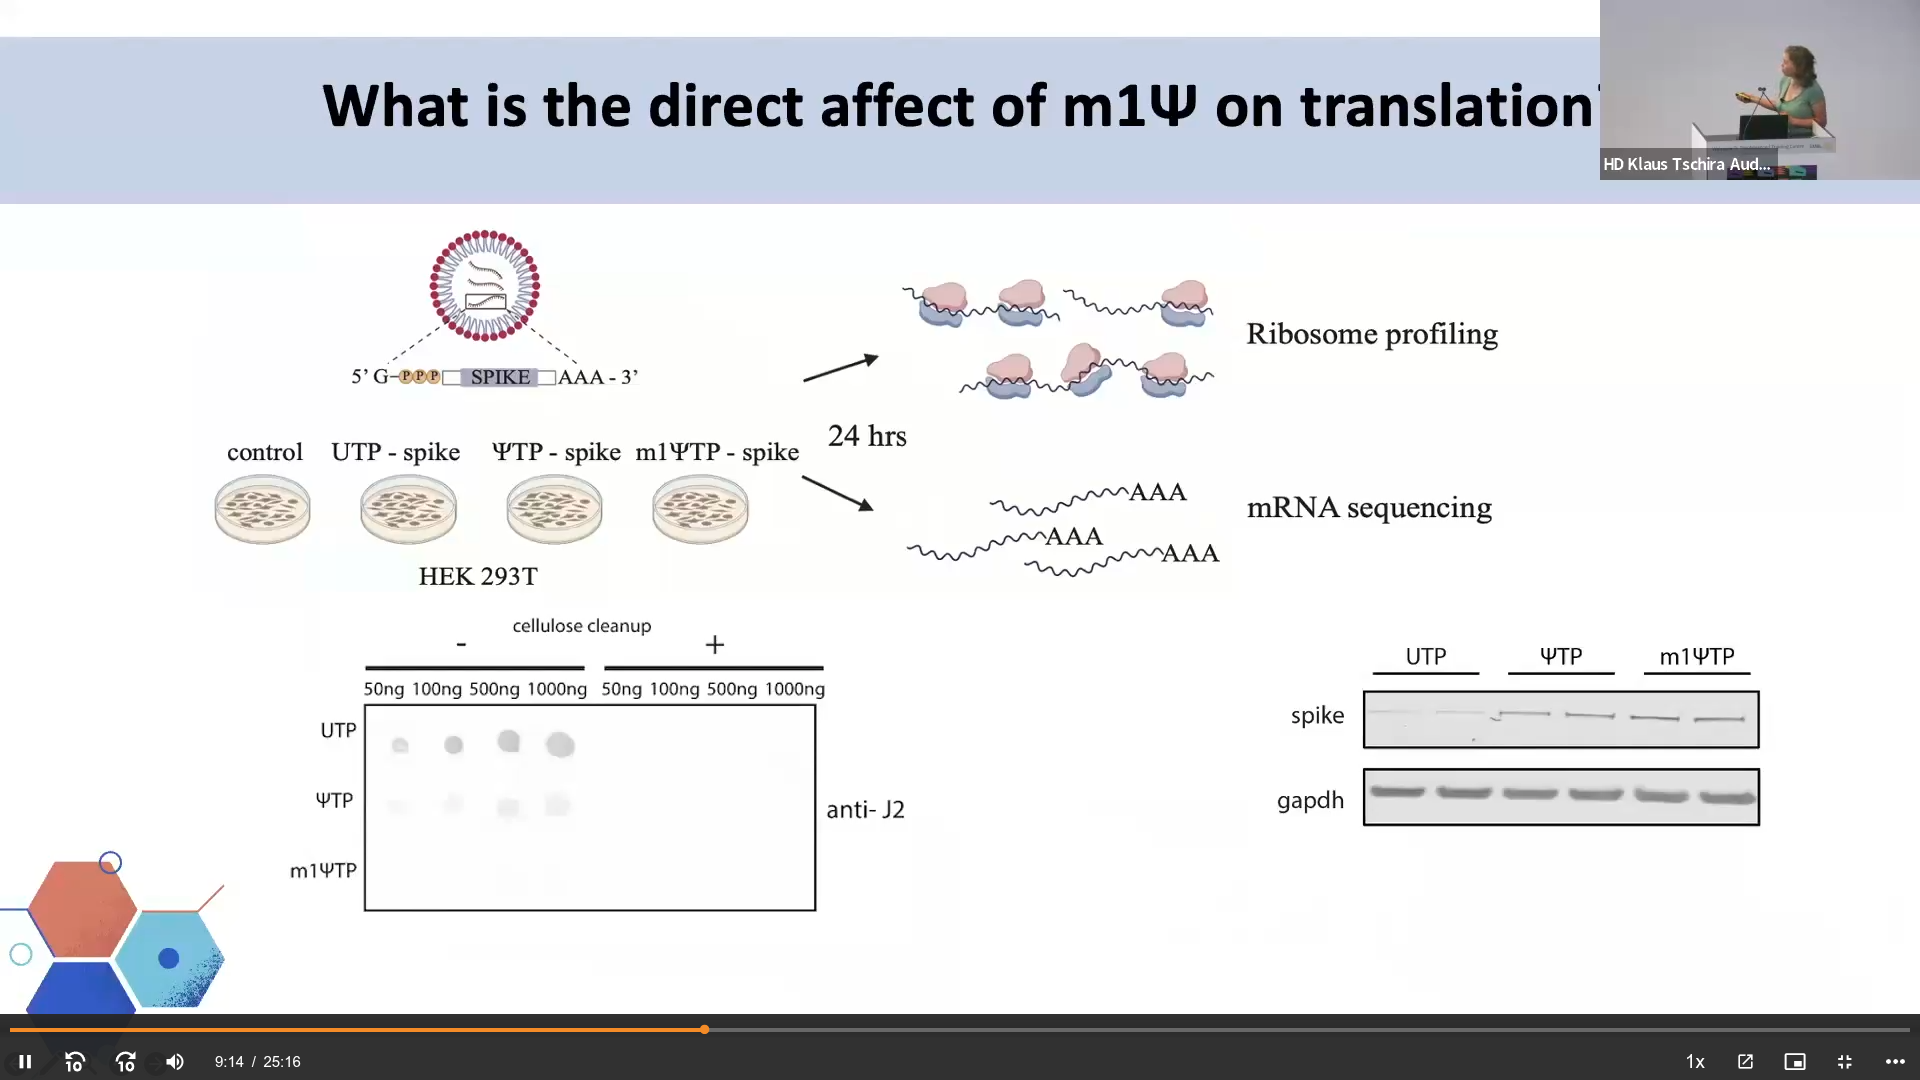 What is the direct affect of m1Ψ on translation
HD Klaus Tschira Aud...
5’ G-PPP SPIKE AAA - 3’
control UTP - spike ΨTP - spike m1ΨTP - spike
HEK 293T
24 hrs
Ribosome profiling
AAA
AAA
AAA
mRNA sequencing
cellulose cleanup
- +
50ng 100ng 500ng 1000ng 50ng 100ng 500ng 1000ng
UTP
ΨTP
m1ΨTP
anti- J2
UTP ΨTP m1ΨTP
spike
gapdh
10 10 9:14 / 25:16 1x